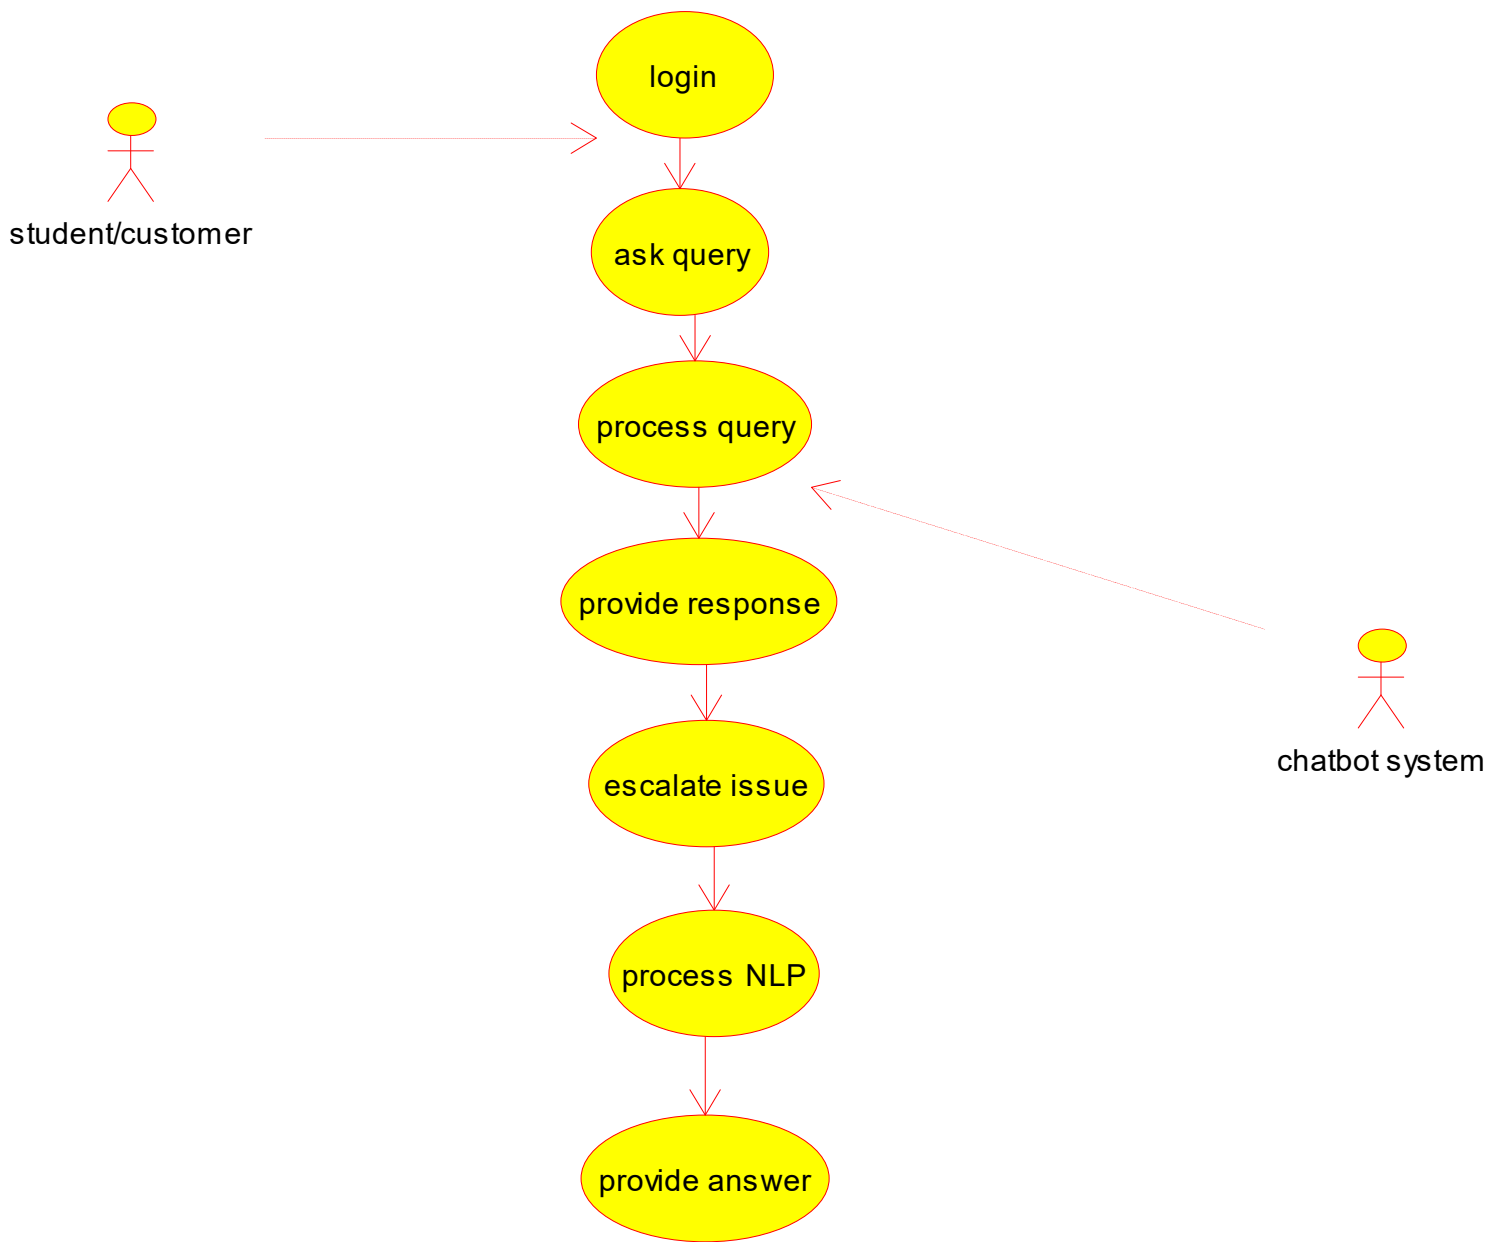 login
student/customer
ask query
process query
provide response
chatbot system
escalate issue
process NLP
provide answer